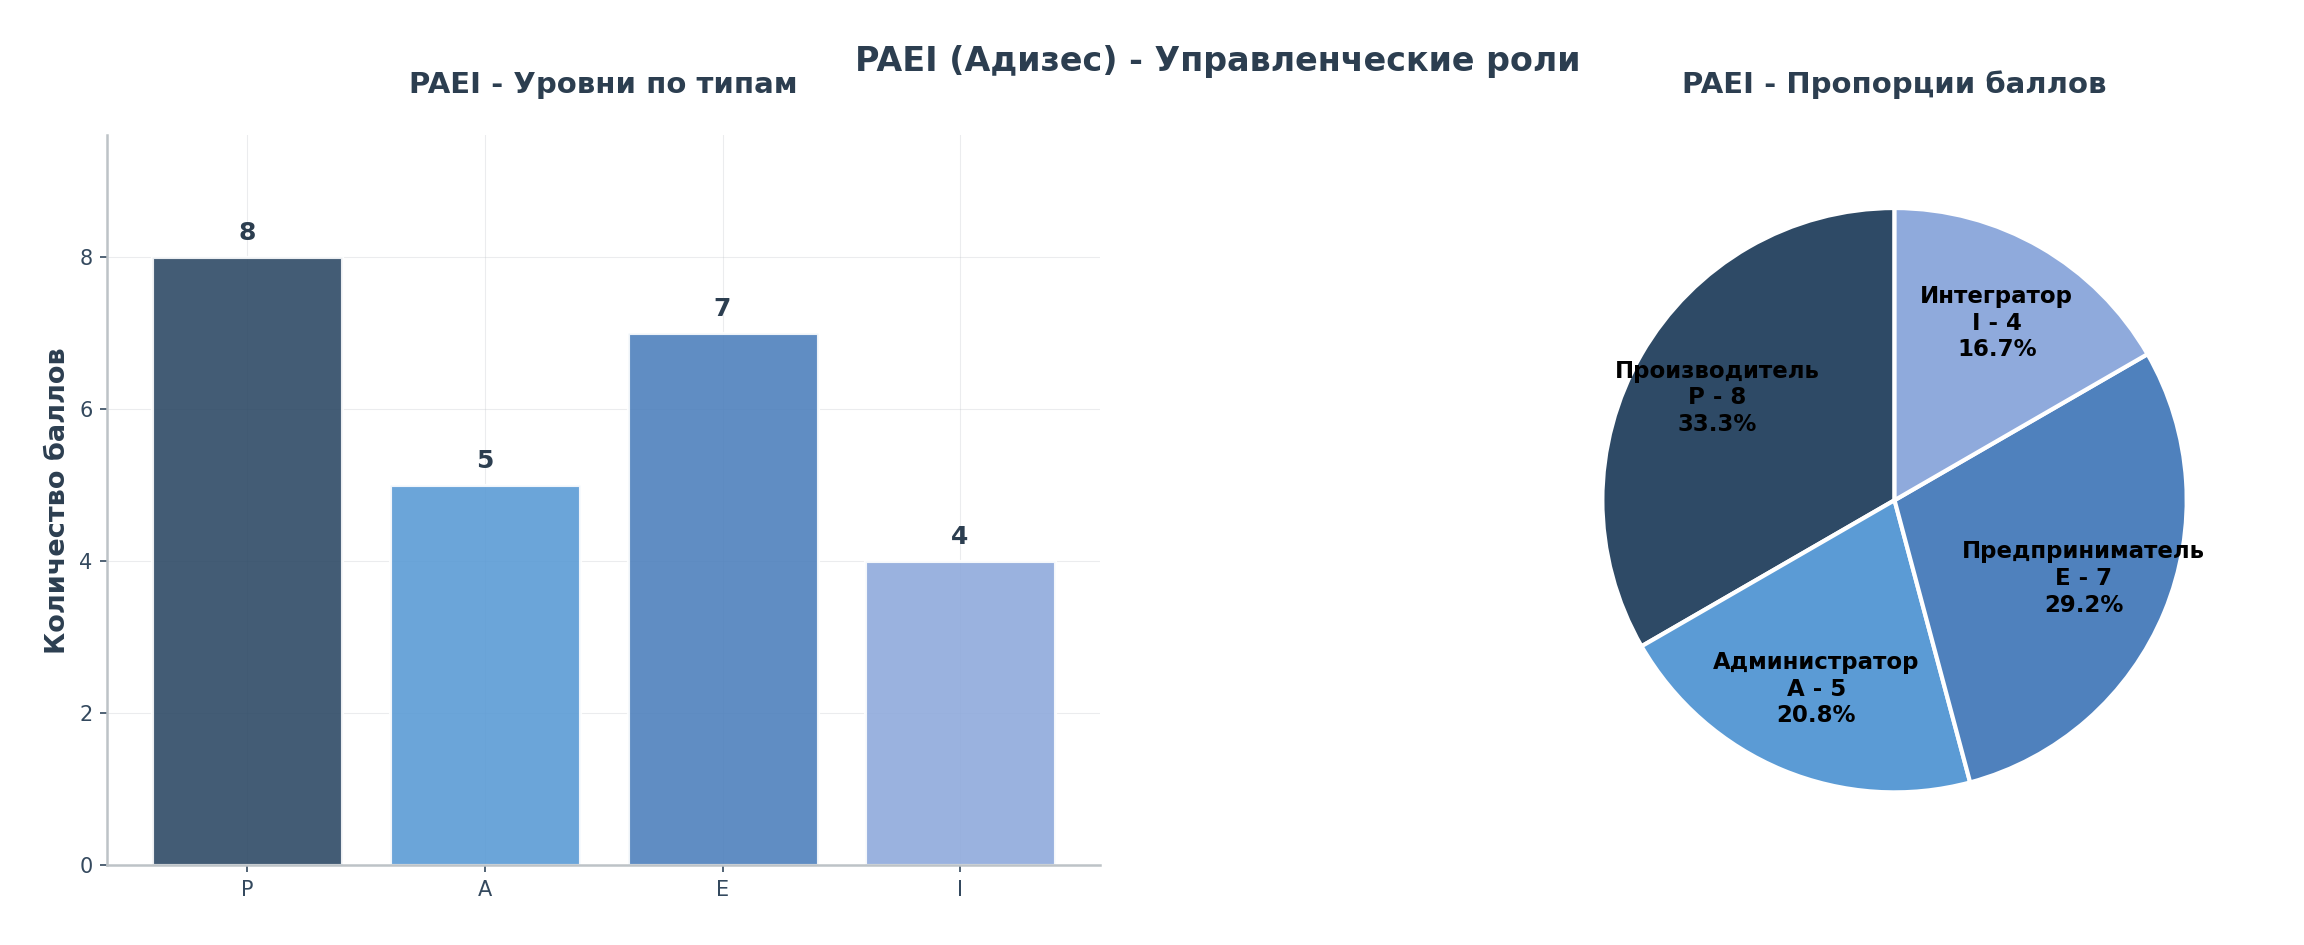 PAEI (Адизес) - Управленческие роли
PAEI - Уровни по типам
Количество баллов
8
6
4
2
0
8
5
7
4
P
A
E
I
PAEI - Пропорции баллов
Интегратор
I - 4
16.7%
Производитель
P - 8
33.3%
Предприниматель
E - 7
29.2%
Администратор
A - 5
20.8%